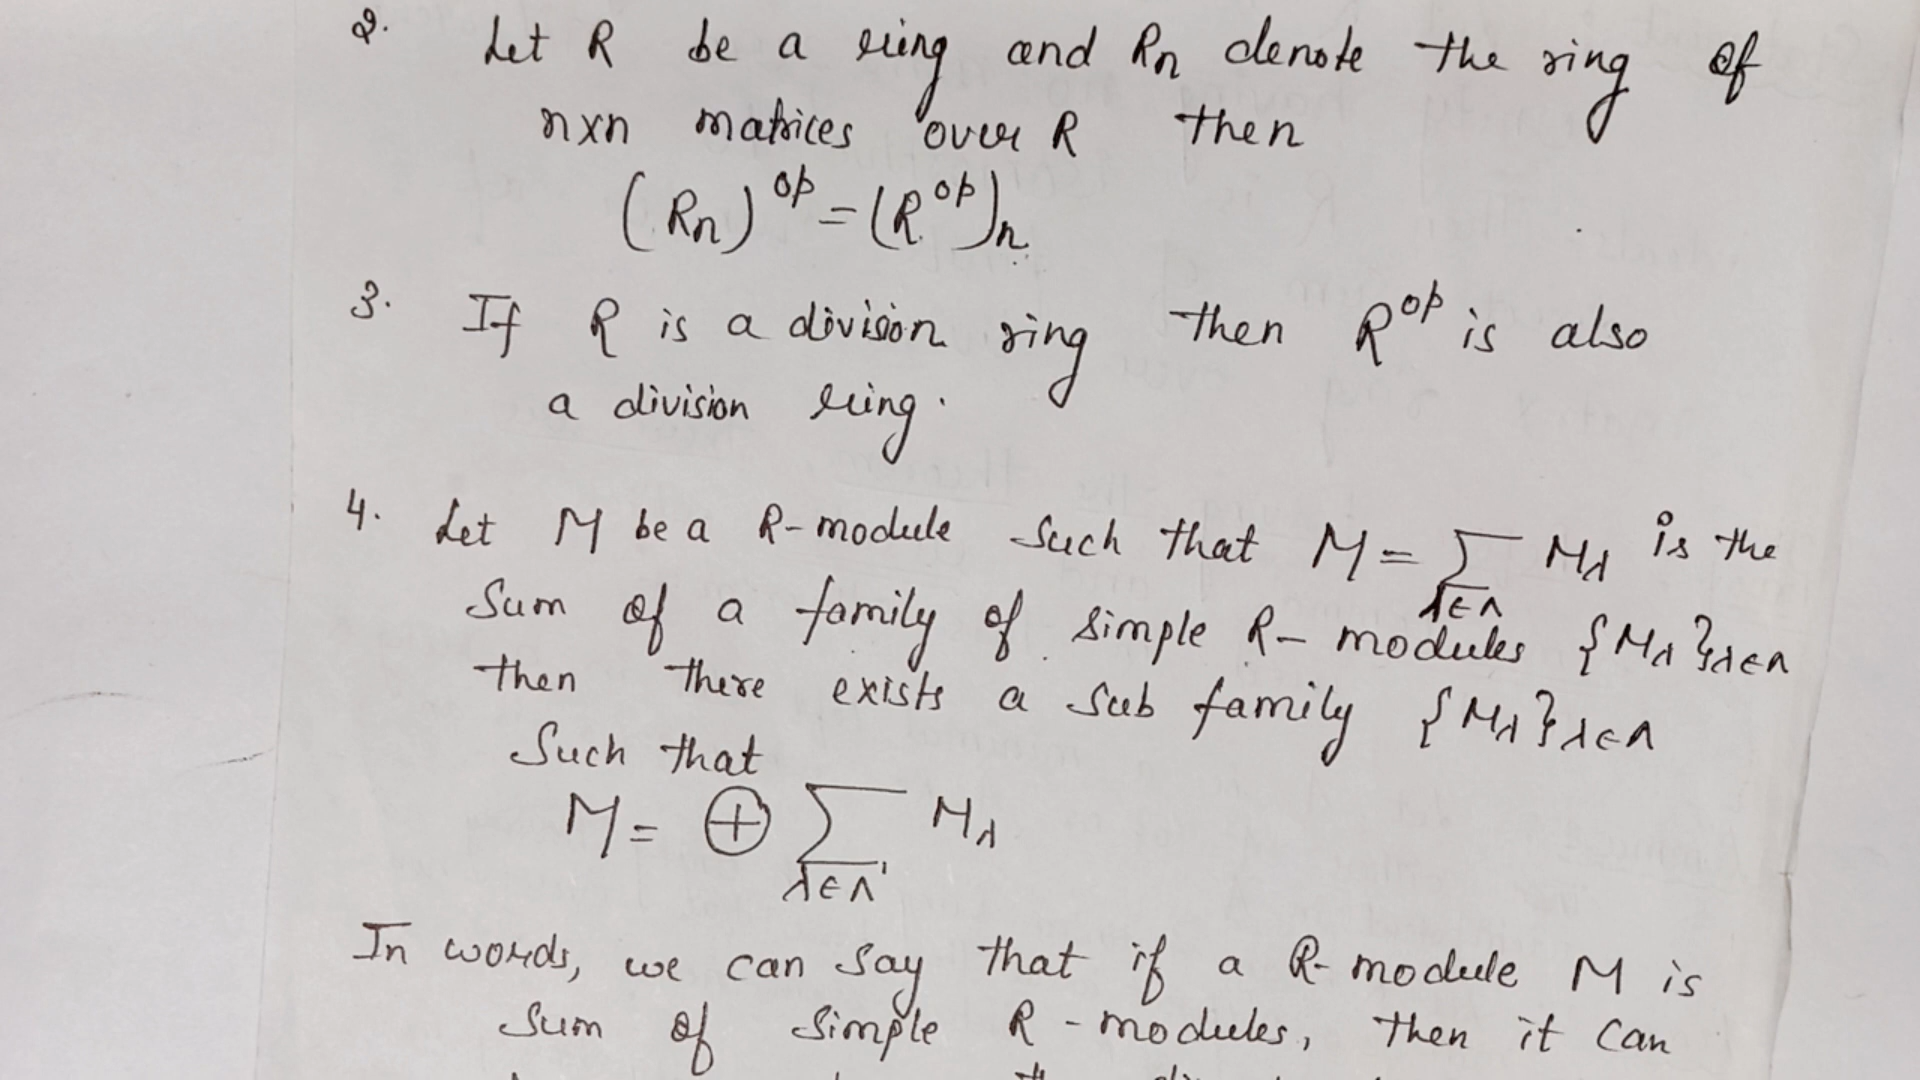 2. Let R be a ring and Rn denote the ring of
nxn matrices over R then
(Rn)^op = (R^op)n.
3. If R is a division ring then R^op is also
a division ring.
4. Let M be a R-module such that M = ∑ Mλ is the
λ∈Λ
Sum of a family of simple R- modules {Mλ}λ∈Λ
then there exists a sub family {Mλ}λ∈Λ
Such that
M = ⊕ ∑ Mλ
λ∈Λ'
In words, we can say that if a R-module M is
Sum of simple R-modules, then it can